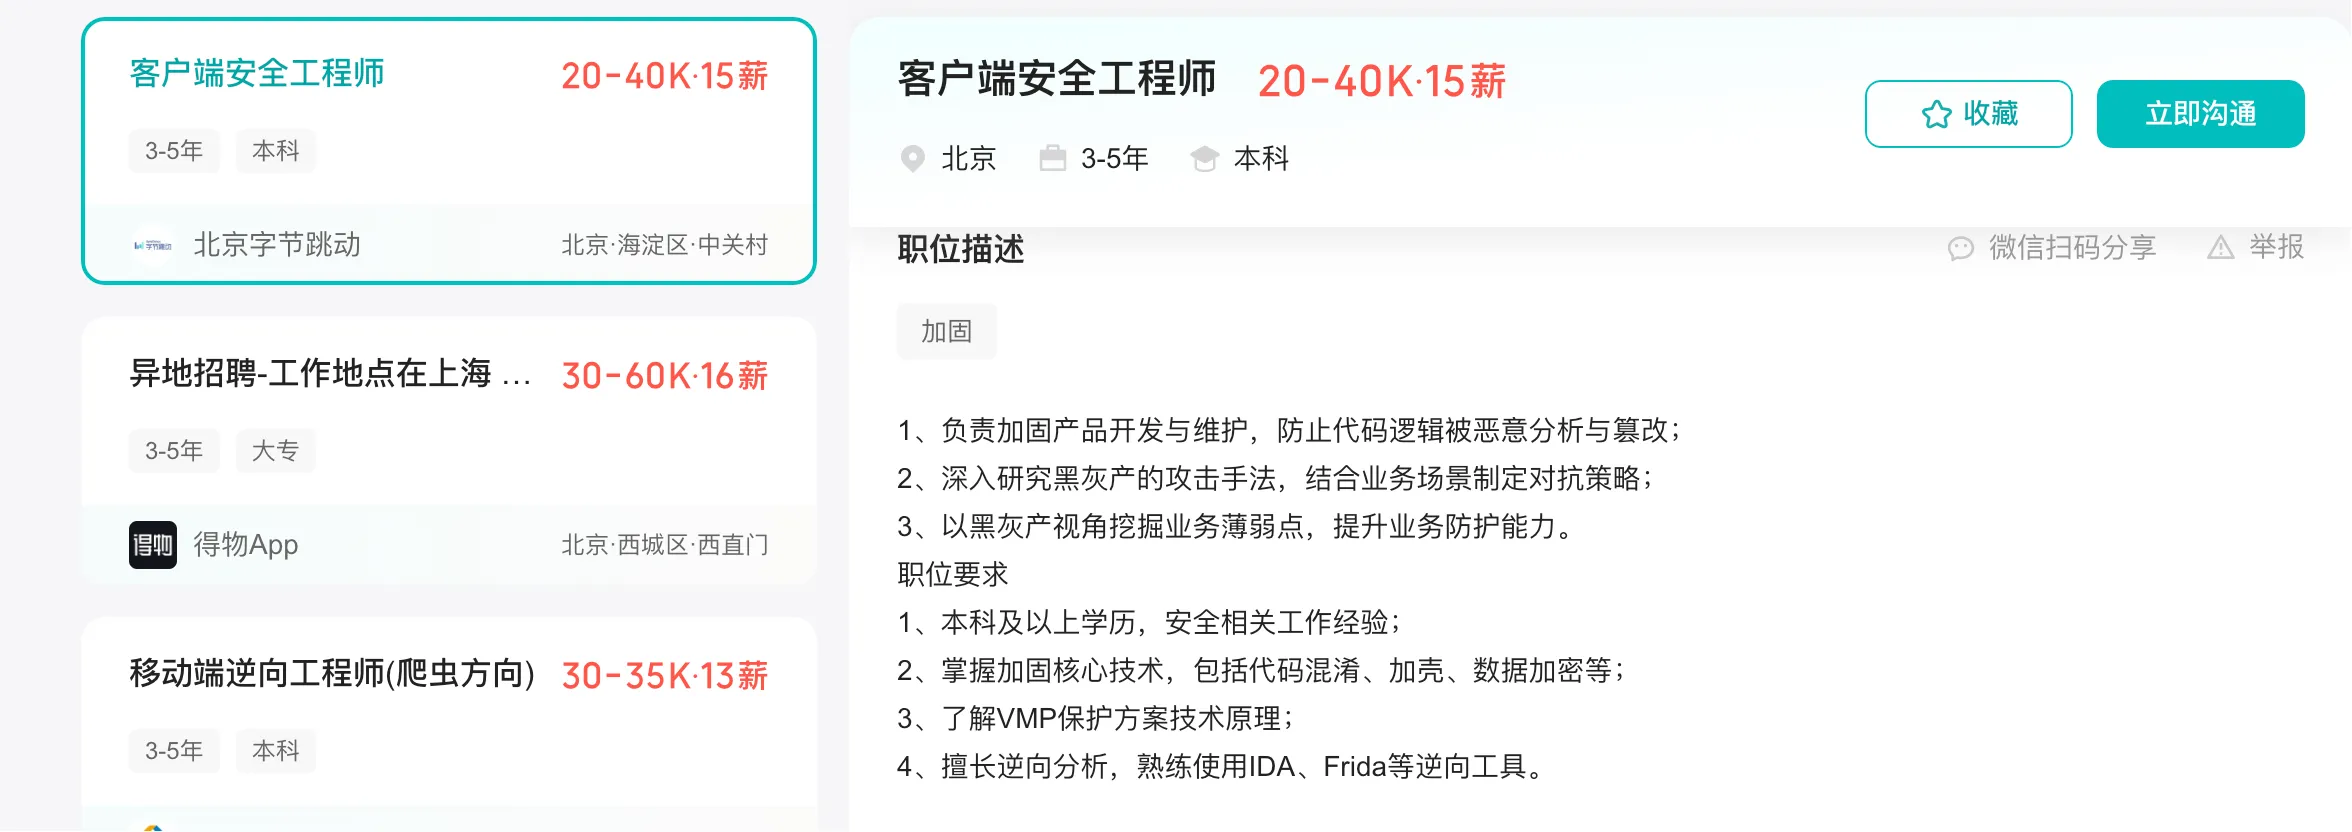 客户端安全工程师 20-40K·15薪
3-5年 本科
北京字节跳动 北京·海淀区·中关村
异地招聘-工作地点在上海 … 30-60K·16薪
3-5年 大专
得物
得物App 北京·西城区·西直门
移动端逆向工程师(爬虫方向) 30-35K·13薪
3-5年 本科
客户端安全工程师 20-40K·15薪
收藏 立即沟通
北京 3-5年 本科
职位描述
微信扫码分享 举报
加固
1、负责加固产品开发与维护，防止代码逻辑被恶意分析与篡改；
2、深入研究黑灰产的攻击手法，结合业务场景制定对抗策略；
3、以黑灰产视角挖掘业务薄弱点，提升业务防护能力。
职位要求
1、本科及以上学历，安全相关工作经验；
2、掌握加固核心技术，包括代码混淆、加壳、数据加密等；
3、了解VMP保护方案技术原理；
4、擅长逆向分析，熟练使用IDA、Frida等逆向工具。